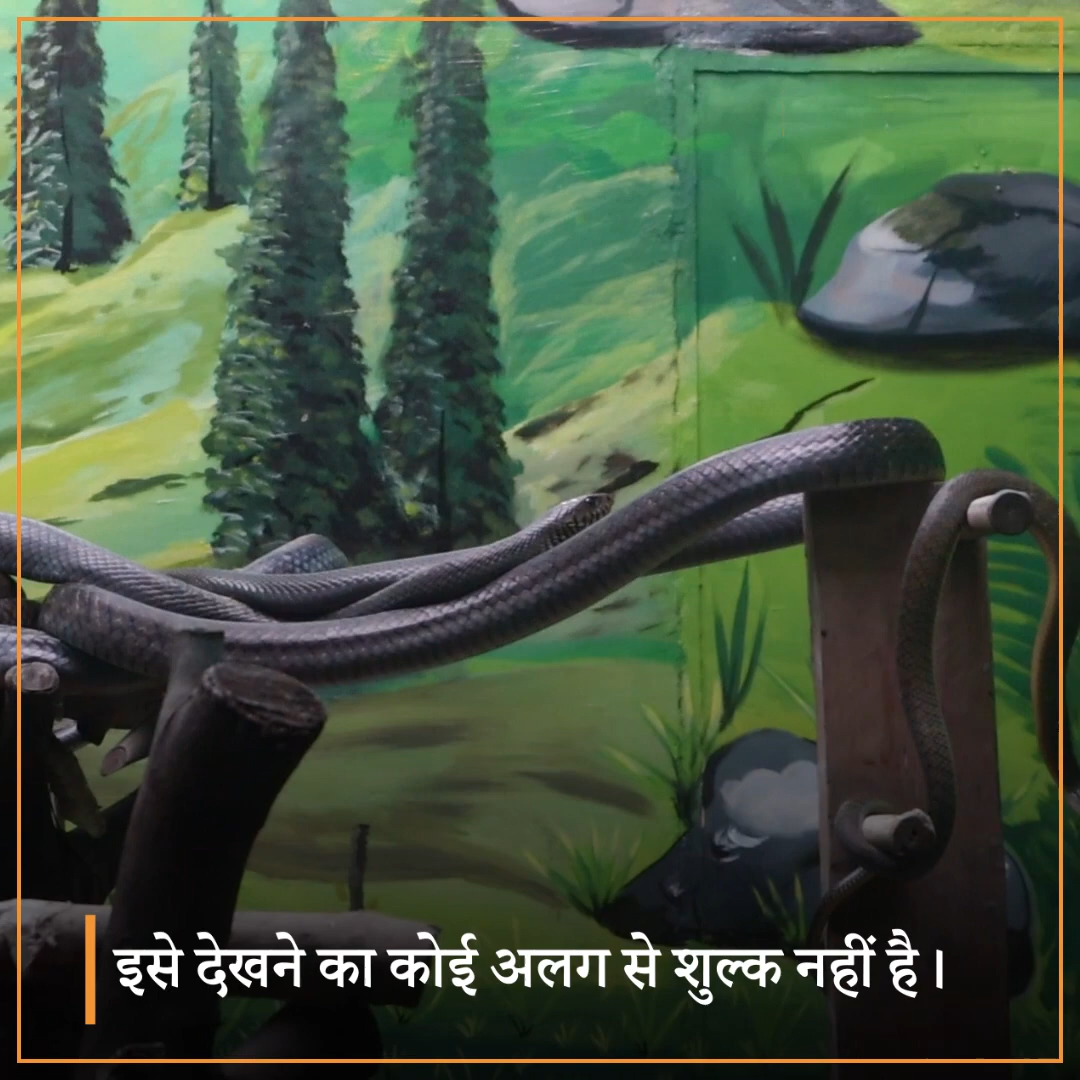 इसे देखने का कोई अलग से शुल्क नहीं है।